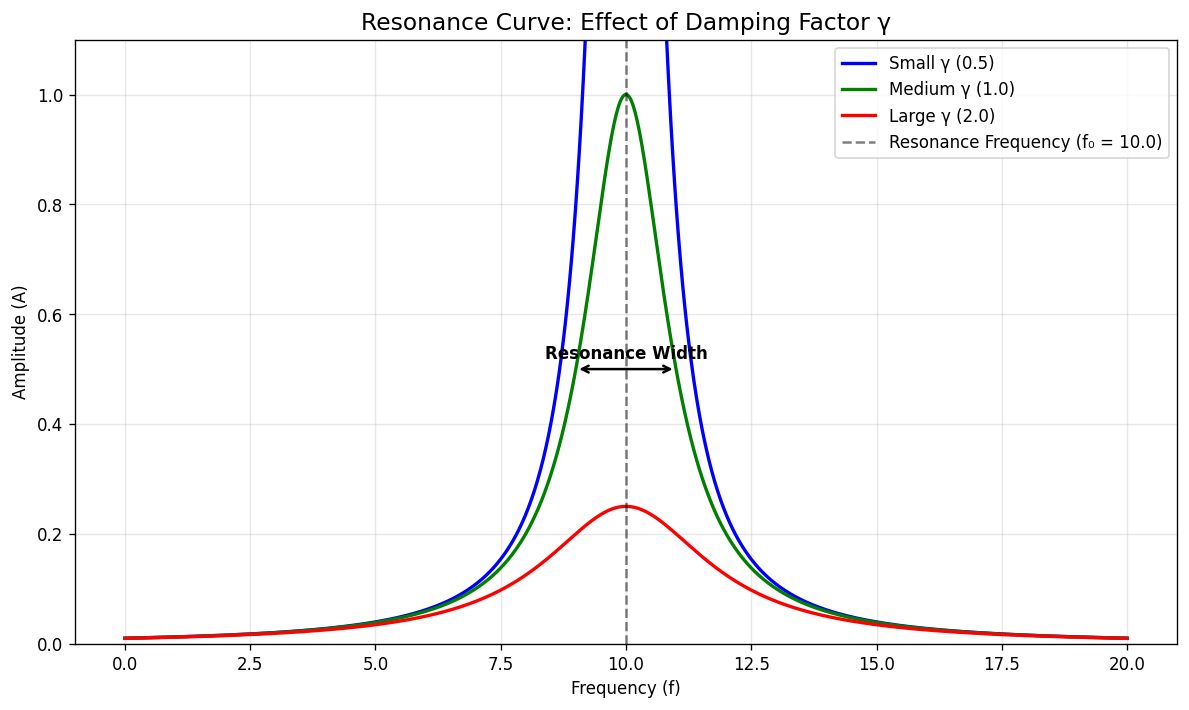 Resonance Curve: Effect of Damping Factor γ
Small γ (0.5)
Medium γ (1.0)
Large γ (2.0)
Resonance Frequency (f₀ = 10.0)
Amplitude (A)
1.0
0.8
0.6
0.4
0.2
0.0
Resonance Width
0.0 2.5 5.0 7.5 10.0 12.5 15.0 17.5 20.0
Frequency (f)